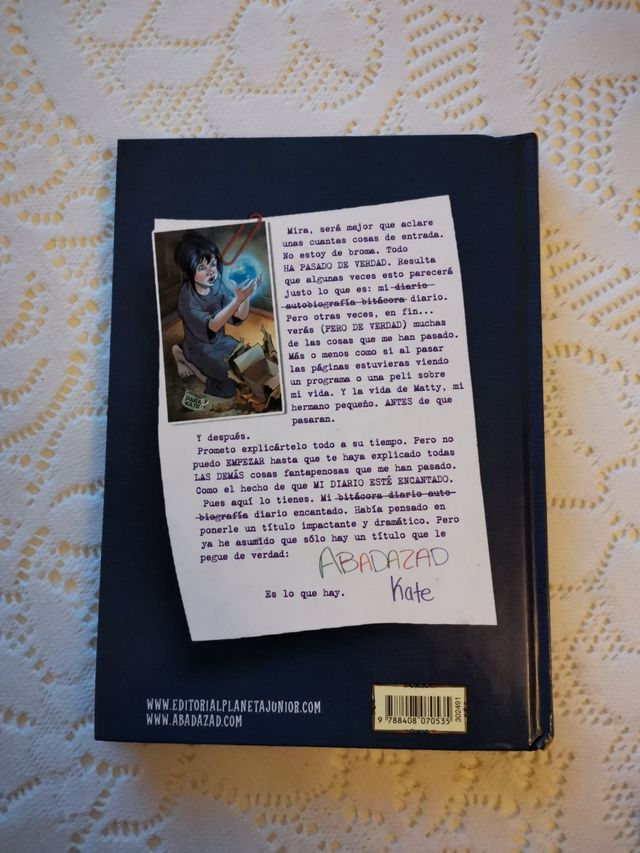 Mira, será mejor que aclare
unas cuantas cosas de entrada.
No estoy de broma. Todo
HA PASADO DE VERDAD. Resulta
que algunas veces esto parecerá
justo lo que es: mi diario
autobiografía bitácora diario.
Pero otras veces, en fin...
verás (PERO DE VERDAD) muchas
de las cosas que me han pasado.
Más o menos como si al pasar
las páginas estuvieras viendo
un programa o una peli sobre
mi vida. Y la vida de Matty, mi
hermano pequeño. ANTES de que
pasaran.
PARA
KATE
Y después.
Prometo explicártelo todo a su tiempo. Pero no
puedo EMPEZAR hasta que te haya explicado todas
LAS DEMÁS cosas fantapenosas que me han pasado.
Como el hecho de que MI DIARIO ESTÉ ENCANTADO.
Pues aquí lo tienes. Mi bitácora diario auto-
biografía diario encantado. Había pensado en
ponerle un título impactante y dramático. Pero
ya he asumido que sólo hay un título que le
pegue de verdad:
ABADAZAD
Es lo que hay.
Kate
WWW.EDITORIALPLANETAJUNIOR.COM
WWW.ABADAZAD.COM
9 788408 070535
302491